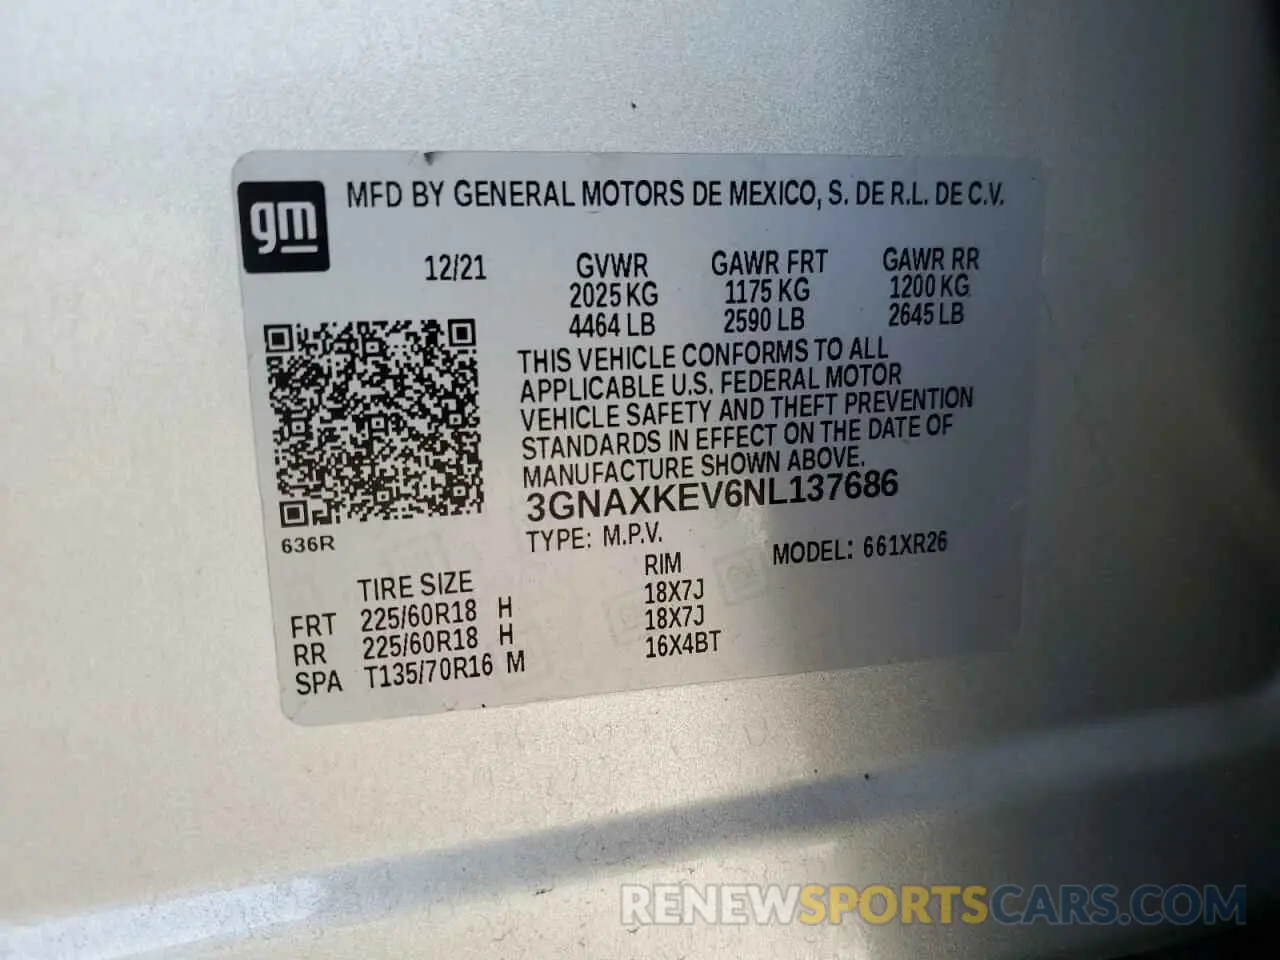 gm
MFD BY GENERAL MOTORS DE MEXICO, S. DE R.L. DE C.V.
12/21 GVWR GAWR FRT GAWR RR
2025 KG 1175 KG 1200 KG
4464 LB 2590 LB 2645 LB
THIS VEHICLE CONFORMS TO ALL
APPLICABLE U.S. FEDERAL MOTOR
VEHICLE SAFETY AND THEFT PREVENTION
STANDARDS IN EFFECT ON THE DATE OF
MANUFACTURE SHOWN ABOVE.
3GNAXKEV6NL137686
636R
TYPE: M.P.V. MODEL: 661XR26
TIRE SIZE RIM
FRT 225/60R18 H 18X7J
RR 225/60R18 H 18X7J
SPA T135/70R16 M 16X4BT
RENEWSPORTSCARS.COM